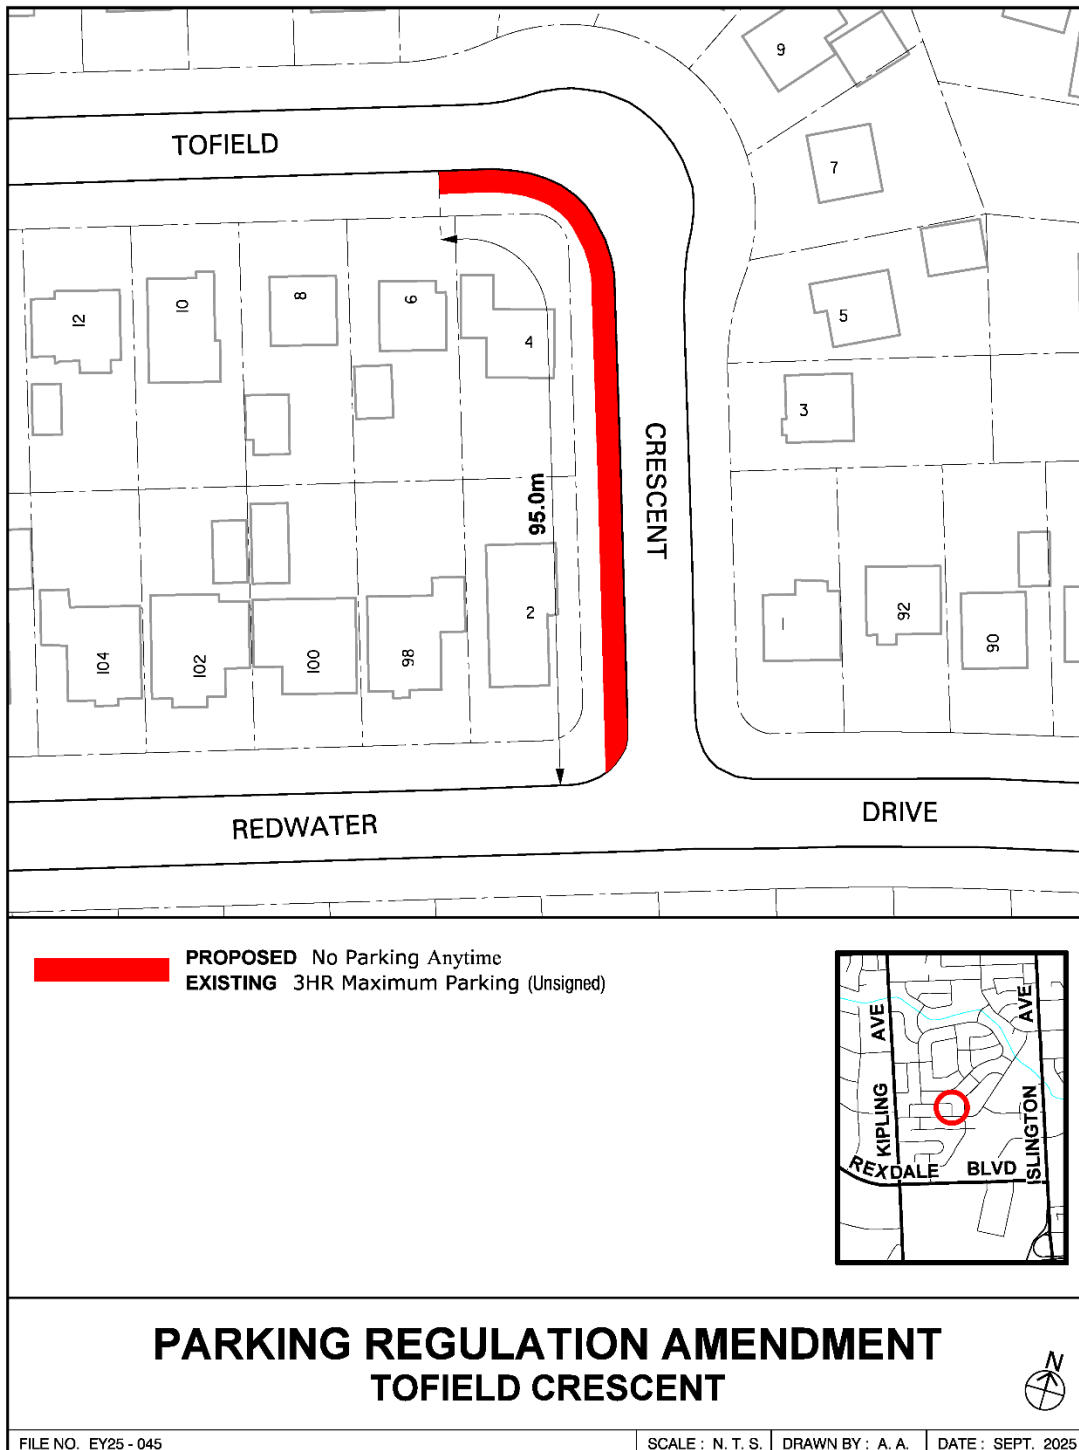 TOFIELD
9
7
5
3
12
10
8
6
4
CRESCENT
95.0m
2
104
102
100
98
1
92
90
REDWATER
DRIVE
PROPOSED No Parking Anytime
EXISTING 3HR Maximum Parking (Unsigned)
KIPLING AVE
ISLINGTON AVE
REXDALE BLVD
PARKING REGULATION AMENDMENT
TOFIELD CRESCENT
N
FILE NO. EY25 - 045
SCALE : N. T. S.
DRAWN BY : A. A.
DATE : SEPT. 2025